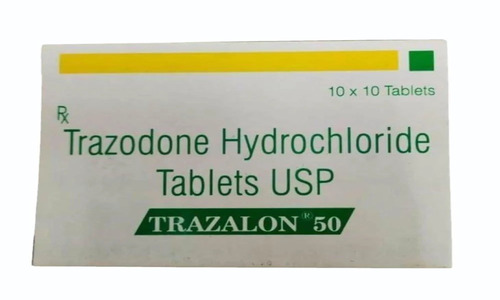 10 x 10 Tablets
Rx
Trazodone Hydrochloride
Tablets USP
TRAZALON® 50